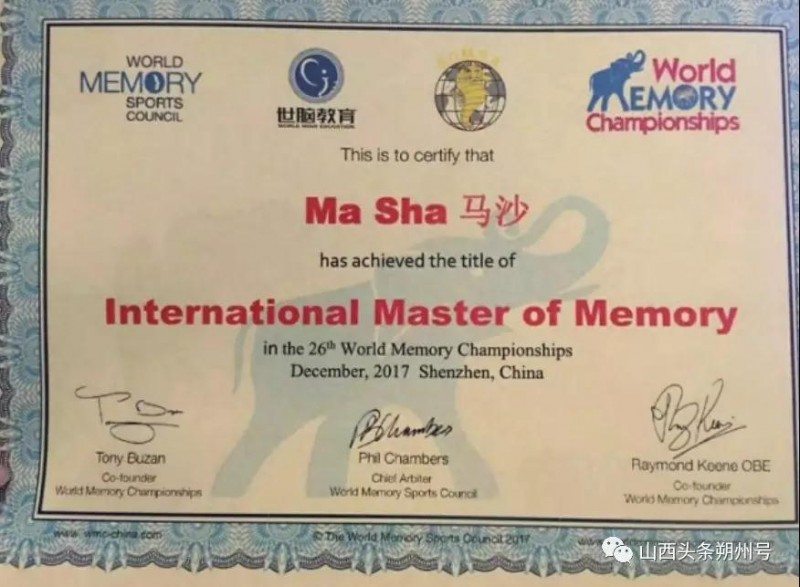 WORLD
MEMORY
SPORTS
COUNCIL
世脑教育
WORLD MIND EDUCATION
World
MEMORY
Championships
This is to certify that
Ma Sha 马沙
has achieved the title of
International Master of Memory
in the 26th World Memory Championships
December, 2017 Shenzhen, China
Tony Buzan
Co-founder
World Memory Championships
Phil Chambers
Chief Arbiter
World Memory Sports Council
Raymond Keene OBE
Co-founder
World Memory Championships
www.wmc-china.com
© The World Memory Sports Council 2017
山西头条朔州号